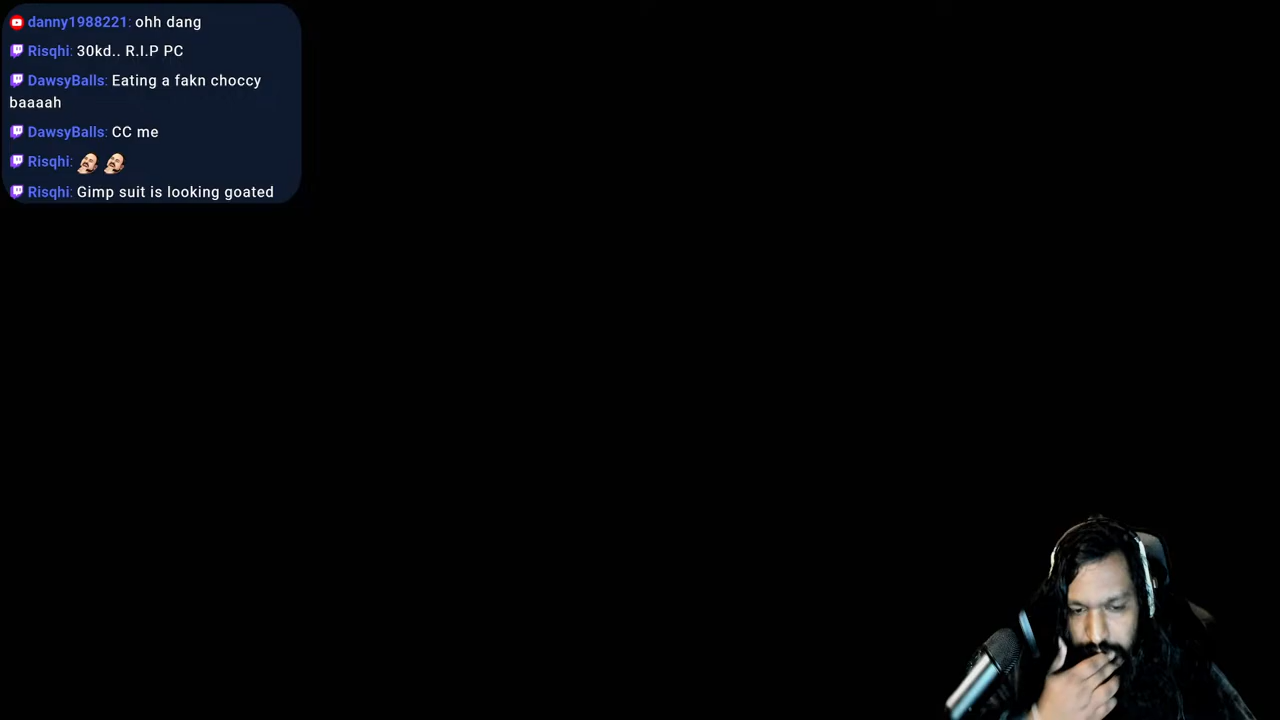 danny1988221: ohh dang
Risqhi: 30kd.. R.I.P PC
DawsyBalls: Eating a fakn choccy
baaaah
DawsyBalls: CC me
Risqhi:
Risqhi: Gimp suit is looking goated